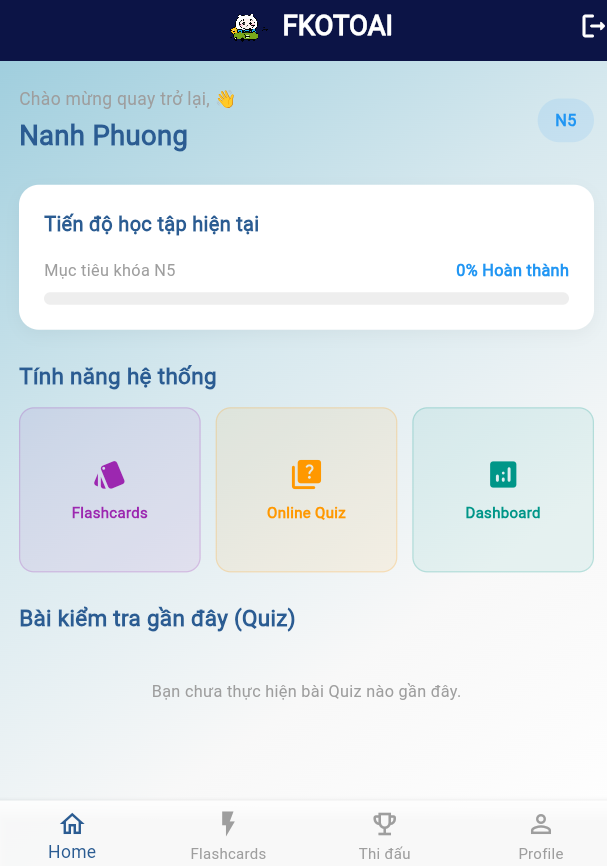 FKOTOAI
Chào mừng quay trở lại, 👋
Nanh Phuong
N5
Tiến độ học tập hiện tại
Mục tiêu khóa N5
0% Hoàn thành
Tính năng hệ thống
Flashcards
Online Quiz
Dashboard
Bài kiểm tra gần đây (Quiz)
Bạn chưa thực hiện bài Quiz nào gần đây.
Home
Flashcards
Thi đấu
Profile